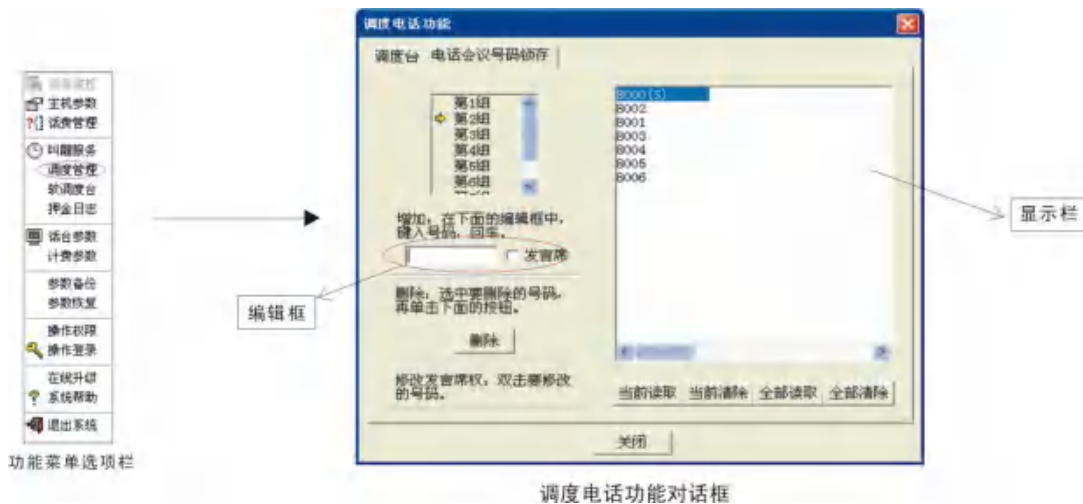 主机参数
话费管理
叫醒服务
调度管理
软调度台
押金日志
话台参数
计费参数
参数备份
参数恢复
操作权限
操作登录
在线升级
系统帮助
退出系统
功能菜单选项栏
调度电话功能
调度台 电话会议号码锁存
第1组
第2组
第3组
第4组
第5组
第6组
增加：在下面的编辑框中，
键入号码，回车。
发言席
编辑框
删除：选中要删除的号码，
再单击下面的按钮。
删除
修改发言席权：双击要修改
的号码。
8000(S)
8002
8001
8003
8004
8005
8006
显示栏
当前读取 当前清除 全部读取 全部清除
关闭
调度电话功能对话框